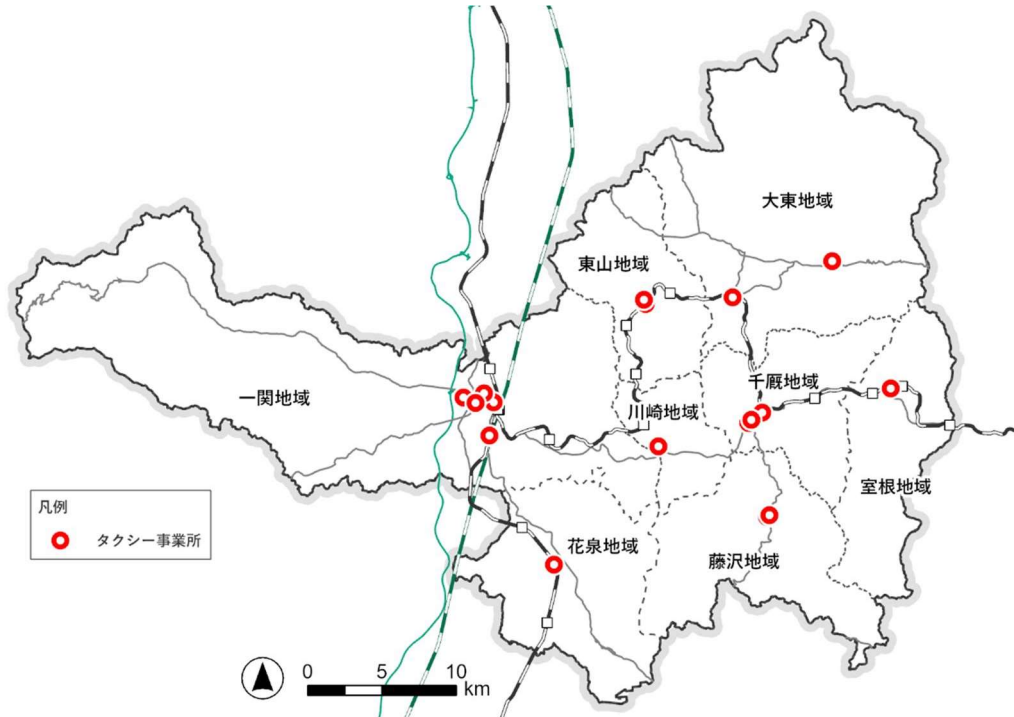 大東地域
東山地域
一関地域
千厩地域
川崎地域
室根地域
花泉地域
藤沢地域
凡例
タクシー事業所
0 5 10
km